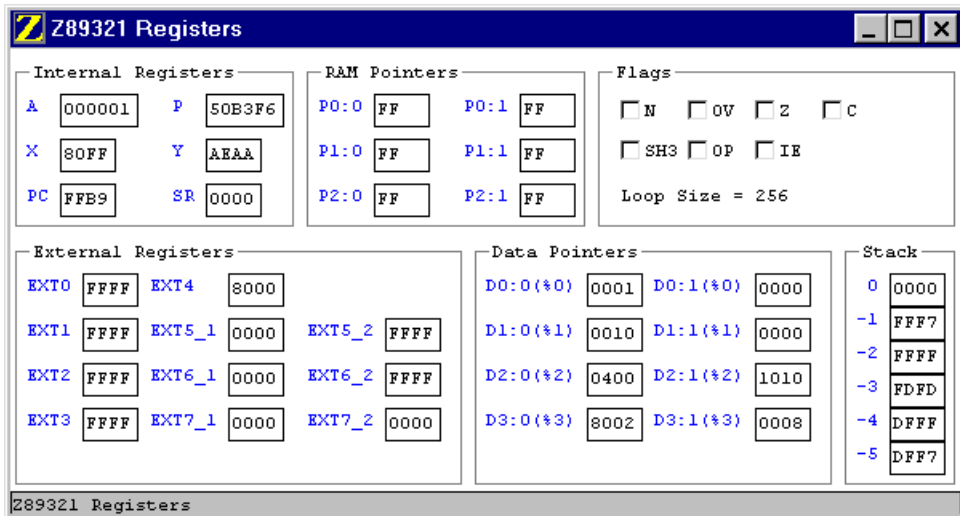 Z89321 Registers
Internal Registers
A 000001 P 50B3F6
X 80FF Y AEAA
PC FFB9 SR 0000
RAM Pointers
P0:0 FF P0:1 FF
P1:0 FF P1:1 FF
P2:0 FF P2:1 FF
Flags
N OV Z C
SH3 OP IE
Loop Size = 256
External Registers
EXT0 FFFF EXT4 8000
EXT1 FFFF EXT5_1 0000 EXT5_2 FFFF
EXT2 FFFF EXT6_1 0000 EXT6_2 FFFF
EXT3 FFFF EXT7_1 0000 EXT7_2 0000
Data Pointers
D0:0(%0) 0001 D0:1(%0) 0000
D1:0(%1) 0010 D1:1(%1) 0000
D2:0(%2) 0400 D2:1(%2) 1010
D3:0(%3) 8002 D3:1(%3) 0008
Stack
0 0000
-1 FFF7
-2 FFFF
-3 FDFD
-4 DFFF
-5 DFF7
Z89321 Registers